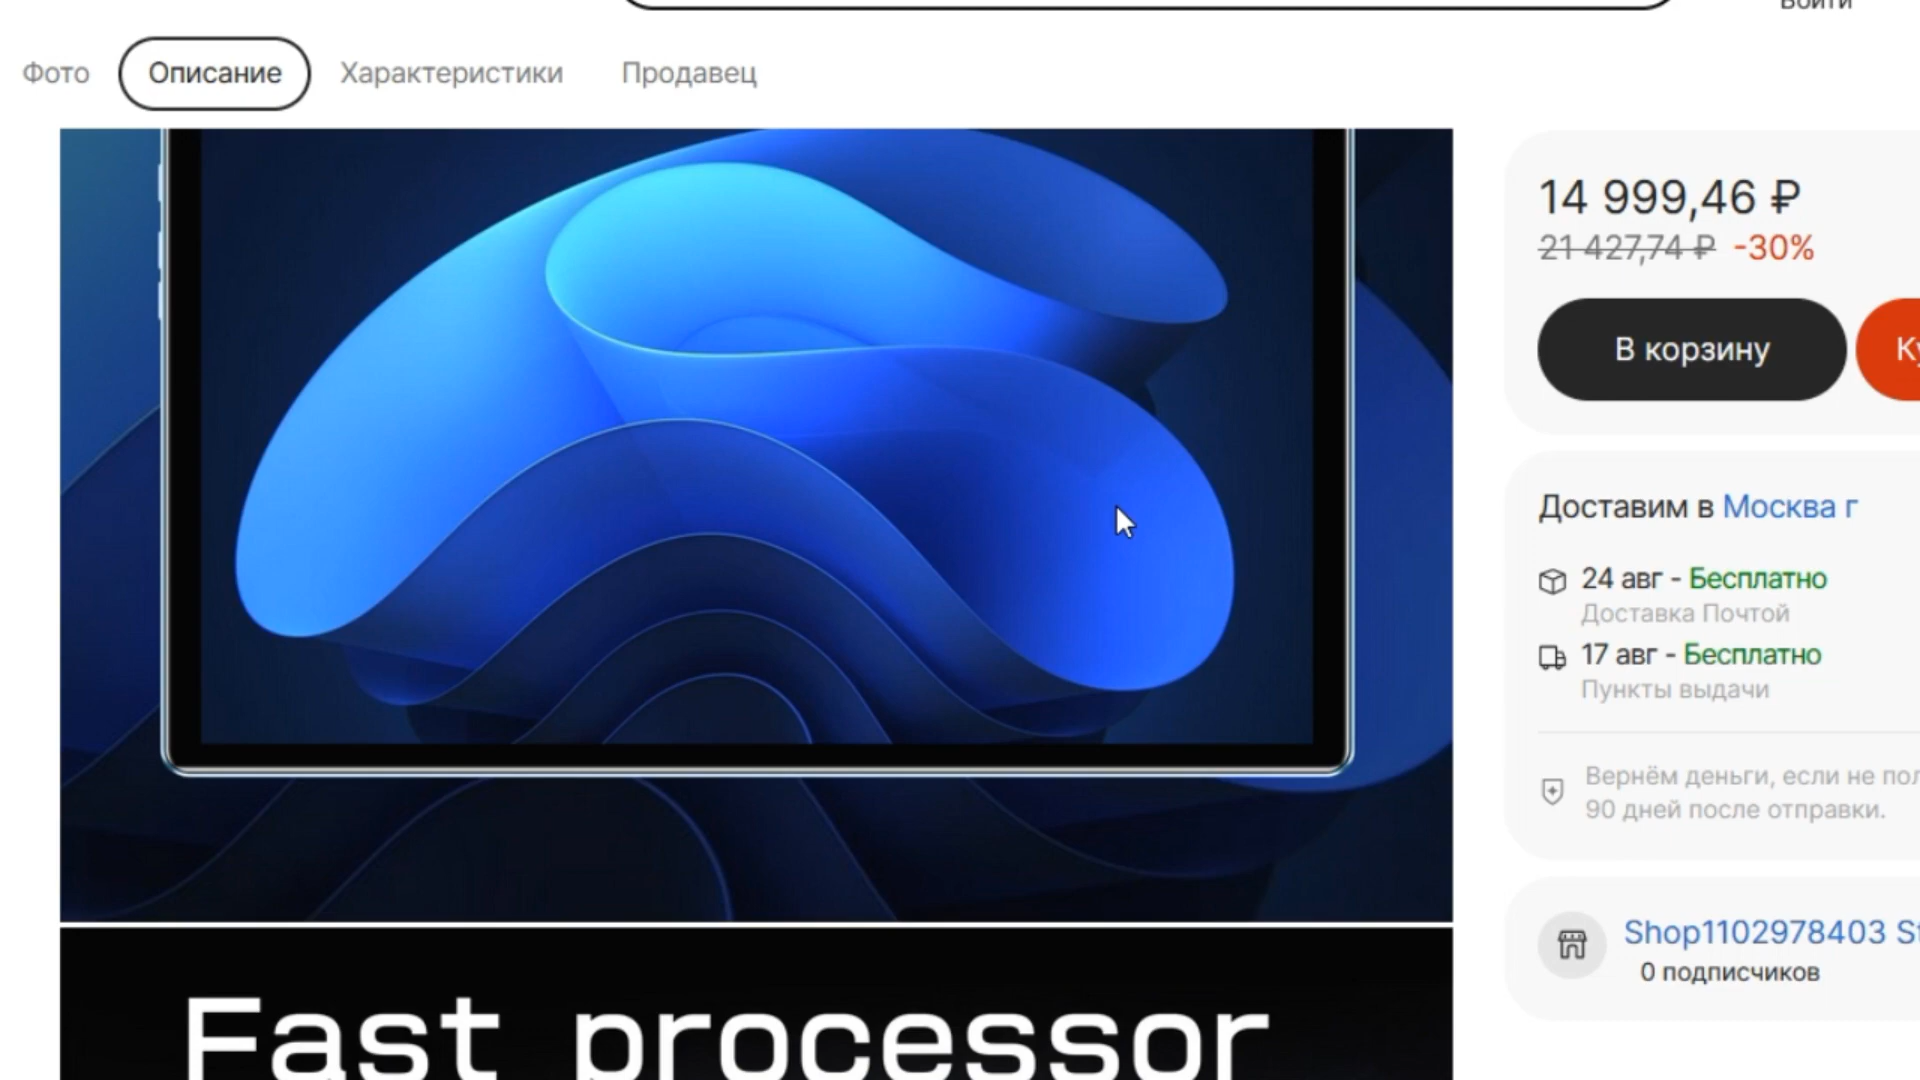 Войти
Фото Описание Характеристики Продавец
14 999,46 ₽
21 427,74 ₽ -30%
В корзину
Доставим в Москва г
24 авг - Бесплатно
Доставка Почтой
17 авг - Бесплатно
Пункты выдачи
Вернём деньги, если не
90 дней после отправки.
Shop1102978403
0 подписчиков
Fast processor